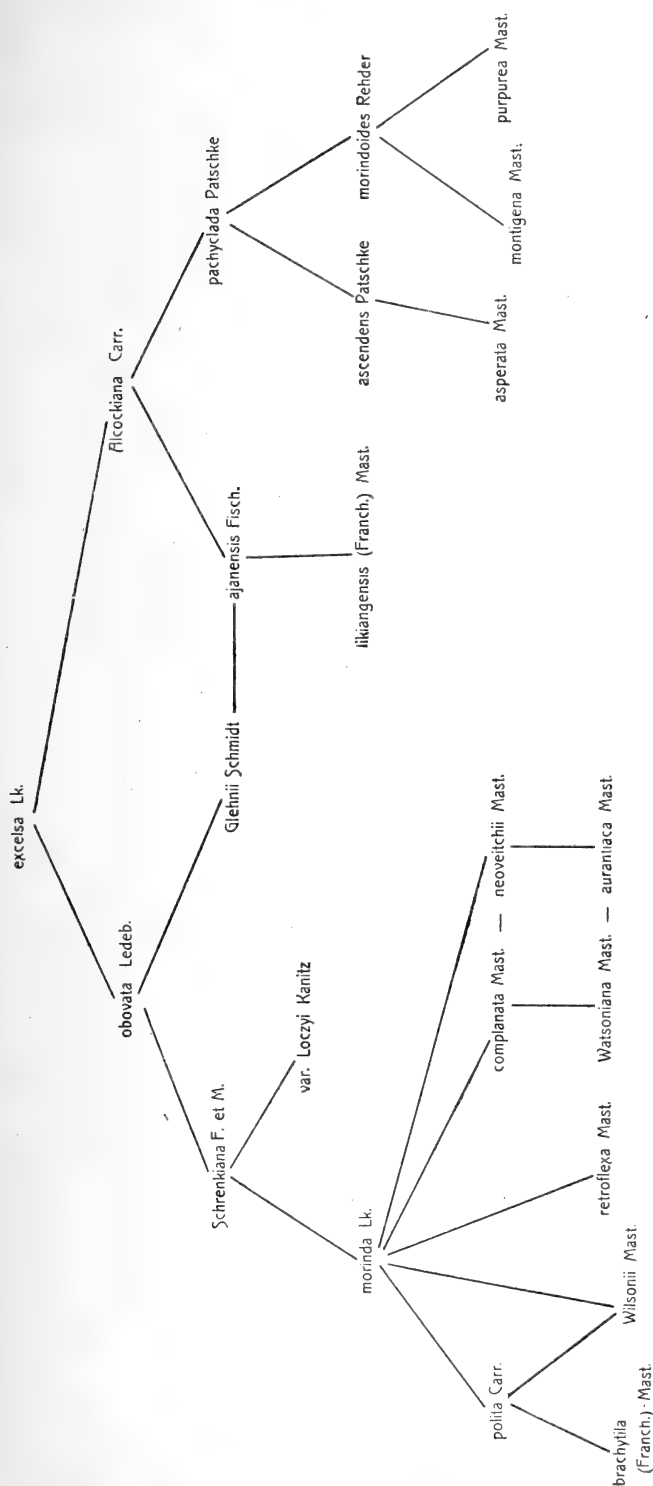 excelsa Lk.
obovata Ledeb.
Alcockiana Carr.
Schrenkiana F. et M.
Glehnii Schmidt
ajanensis Fisch.
pachyclada Patschke
var. Loczyi Kanitz
morinda Lk.
likiangensis (Franch.) Mast.
ascendens Patschke
morindoides Rehder
polita Carr.
complanata Mast. — neoveitchii Mast.
asperata Mast.
montigena Mast.
purpurea Mast.
brachytila
(Franch.) Mast.
Wilsonii Mast.
retroflexa Mast.
Watsoniana Mast. — aurantiaca Mast.